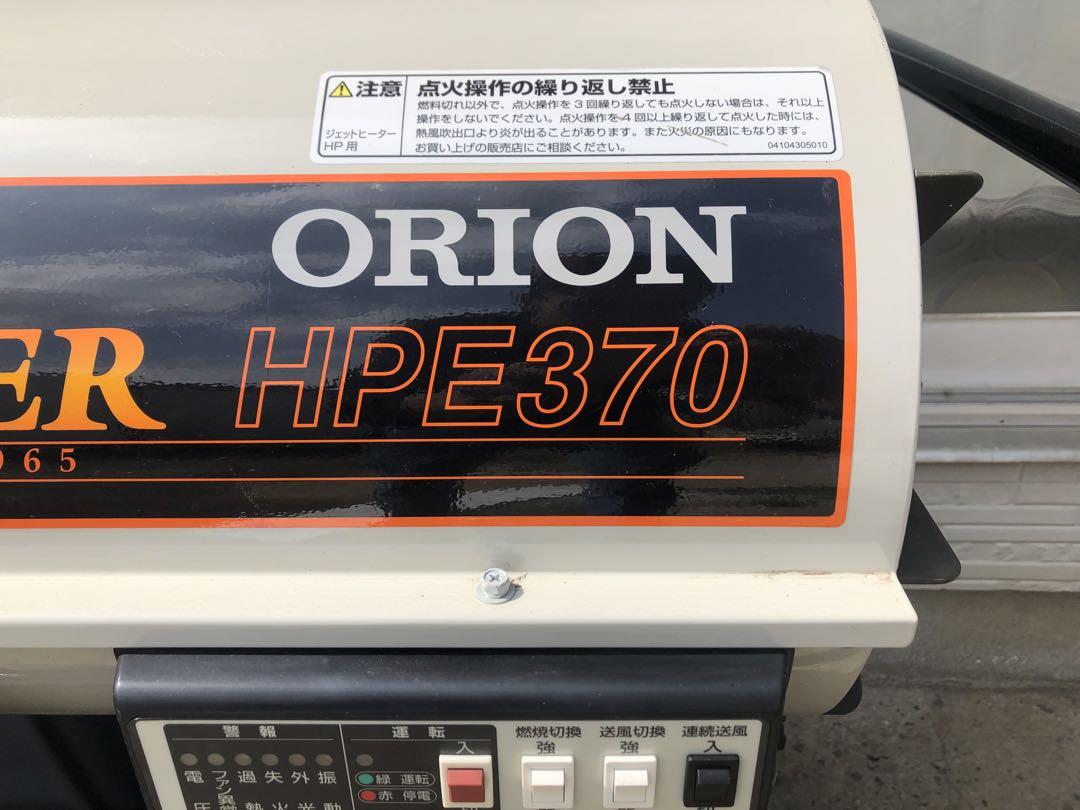 注意
ジェットヒーター
HP用
点火操作の繰り返し禁止
燃料切れ以外で、点火操作を3回繰り返しても点火しない場合は、それ以上
操作をしないでください。点火操作を4回以上繰り返して点火した時には、
熱風吹出口より炎が出ることがあります。また火災の原因にもなります。
お買い上げの販売店にご相談ください。
04104305010
ORION
ER HPE370
965
警報 運転 燃焼切換 送風切換 連続送風
入 強 強 入
電圧 ファン異常 過熱 失火 外光 振動
緑 運転
赤 停電